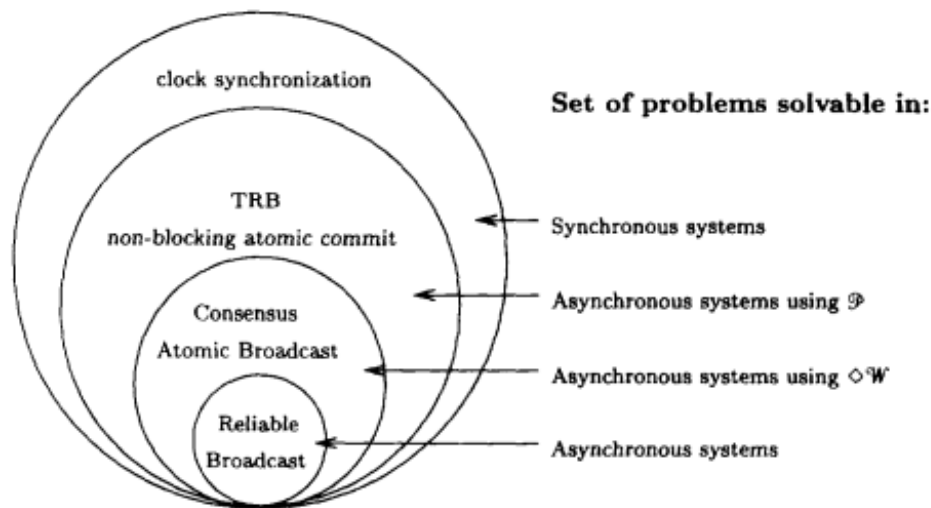 clock synchronization
Set of problems solvable in:
TRB
non-blocking atomic commit
Synchronous systems
Asynchronous systems using 𝒫
Consensus
Atomic Broadcast
Asynchronous systems using ◇𝒲
Reliable
Broadcast
Asynchronous systems